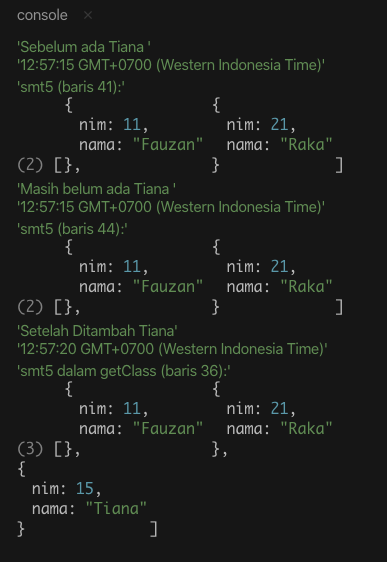 console ×
'Sebelum ada Tiana '
'12:57:15 GMT+0700 (Western Indonesia Time)'
'smt5 (baris 41):'
{ {
nim: 11, nim: 21,
nama: "Fauzan" nama: "Raka"
(2) [}, } ]
'Masih belum ada Tiana '
'12:57:15 GMT+0700 (Western Indonesia Time)'
'smt5 (baris 44):'
{ {
nim: 11, nim: 21,
nama: "Fauzan" nama: "Raka"
(2) [}, } ]
'Setelah Ditambah Tiana'
'12:57:20 GMT+0700 (Western Indonesia Time)'
'smt5 dalam getClass (baris 36):'
{ {
nim: 11, nim: 21,
nama: "Fauzan" nama: "Raka"
(3) [}, },
{
nim: 15,
nama: "Tiana"
} ]